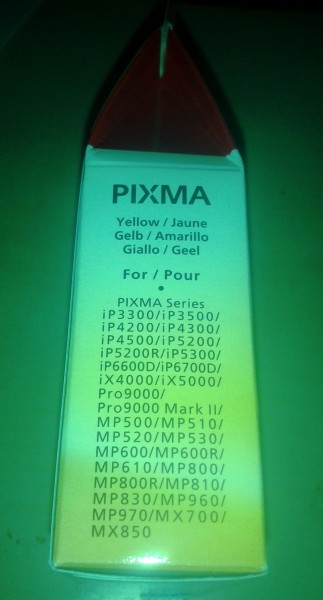 PIXMA
Yellow / Jaune
Gelb / Amarillo
Giallo / Geel
For / Pour
•
PIXMA Series
iP3300/iP3500/
iP4200/iP4300/
iP4500/iP5200/
iP5200R/iP5300/
iP6600D/iP6700D/
iX4000/iX5000/
Pro9000/
Pro9000 Mark II/
MP500/MP510/
MP520/MP530/
MP600/MP600R/
MP610/MP800/
MP800R/MP810/
MP830/MP960/
MP970/MX700/
MX850